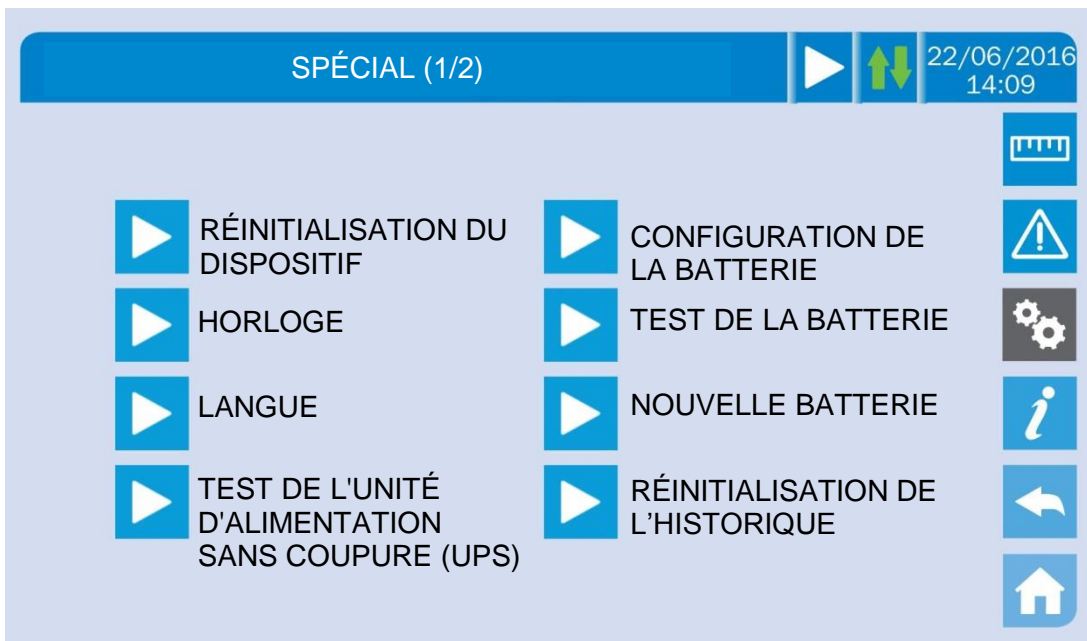 SPÉCIAL (1/2)
22/06/2016
14:09
RÉINITIALISATION DU
DISPOSITIF
HORLOGE
LANGUE
TEST DE L'UNITÉ
D'ALIMENTATION
SANS COUPURE (UPS)
CONFIGURATION DE
LA BATTERIE
TEST DE LA BATTERIE
NOUVELLE BATTERIE
RÉINITIALISATION DE
L’HISTORIQUE